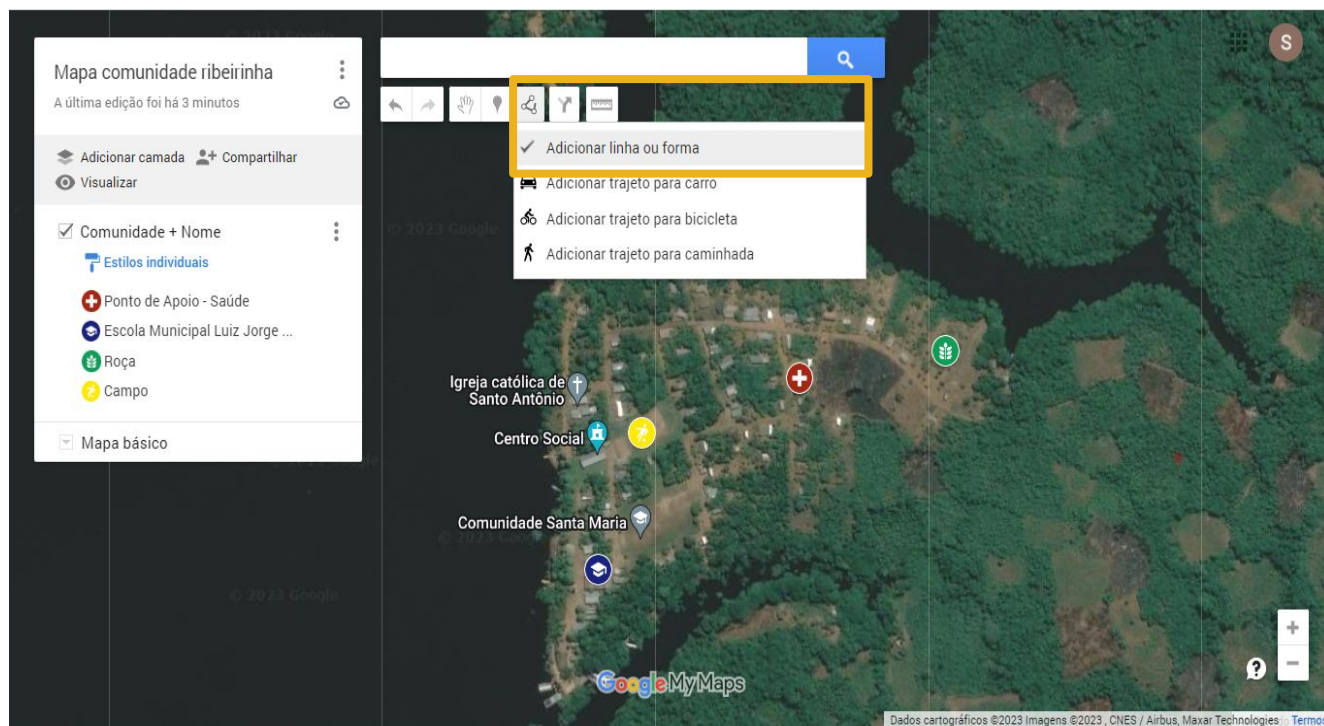 Mapa comunidade ribeirinha
A última edição foi há 3 minutos
Adicionar camada Compartilhar
Visualizar
Comunidade + Nome
Estilos individuais
Ponto de Apoio - Saúde
Escola Municipal Luiz Jorge ...
Roça
Campo
Mapa básico
S
Adicionar linha ou forma
Adicionar trajeto para carro
Adicionar trajeto para bicicleta
Adicionar trajeto para caminhada
© 2023 Google
Igreja católica de
Santo Antônio
Centro Social
Comunidade Santa Maria
© 2023 Google
Google My Maps
Dados cartográficos ©2023 Imagens ©2023 , CNES / Airbus, Maxar Technologies Termos